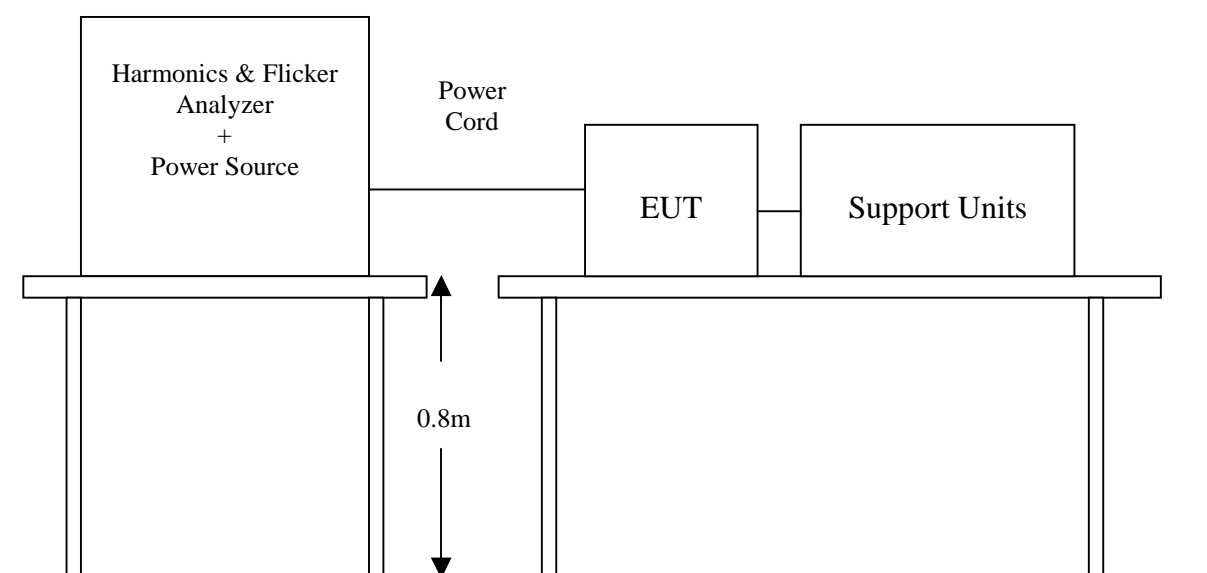 Harmonics & Flicker
Analyzer
+
Power Source
Power
Cord
EUT
Support Units
0.8m